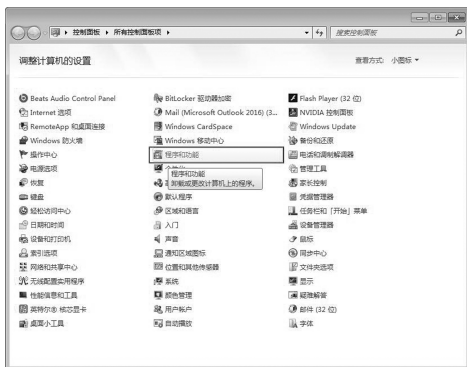 控制面板 ▸ 所有控制面板项 ▸
搜索控制面板
调整计算机的设置
查看方式: 小图标
Beats Audio Control Panel
BitLocker 驱动器加密
Flash Player (32 位)
Internet 选项
Mail (Microsoft Outlook 2016) (3...
NVIDIA 控制面板
RemoteApp 和桌面连接
Windows CardSpace
Windows Update
Windows 防火墙
Windows 移动中心
备份和还原
操作中心
程序和功能
电话和调制解调器
电源选项
程序和功能
管理工具
恢复
卸载或更改计算机上的程序。
家长控制
键盘
默认程序
凭据管理器
轻松访问中心
区域和语言
任务栏和「开始」菜单
日期和时间
入门
设备管理器
设备和打印机
声音
鼠标
索引选项
通知区域图标
同步中心
网络和共享中心
位置和其他传感器
文件夹选项
无线配置实用程序
系统
显示
性能信息和工具
颜色管理
疑难解答
英特尔® 核芯显卡
用户帐户
邮件 (32 位)
桌面小工具
自动播放
字体